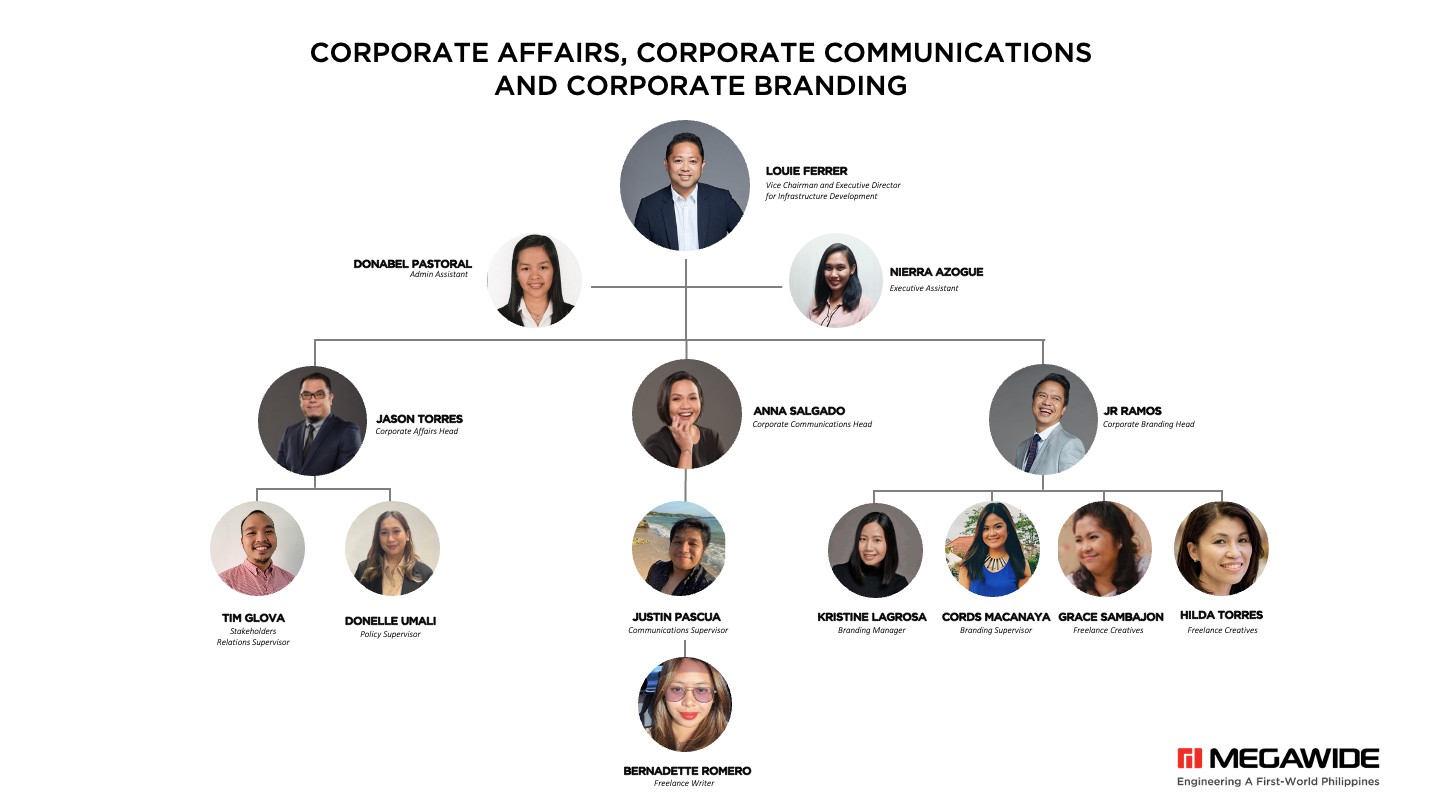 CORPORATE AFFAIRS, CORPORATE COMMUNICATIONS
AND CORPORATE BRANDING
LOUIE FERRER
Vice Chairman and Executive Director
for Infrastructure Development
DONABEL PASTORAL
Admin Assistant
NIERRA AZOGUE
Executive Assistant
JASON TORRES
Corporate Affairs Head
ANNA SALGADO
Corporate Communications Head
JR RAMOS
Corporate Branding Head
TIM GLOVA
Stakeholders
Relations Supervisor
DONELLE UMALI
Policy Supervisor
JUSTIN PASCUA
Communications Supervisor
KRISTINE LAGROSA
Branding Manager
CORDS MACANAYA
Branding Supervisor
GRACE SAMBAJON
Freelance Creatives
HILDA TORRES
Freelance Creatives
BERNADETTE ROMERO
Freelance Writer
MEGAWIDE
Engineering A First-World Philippines